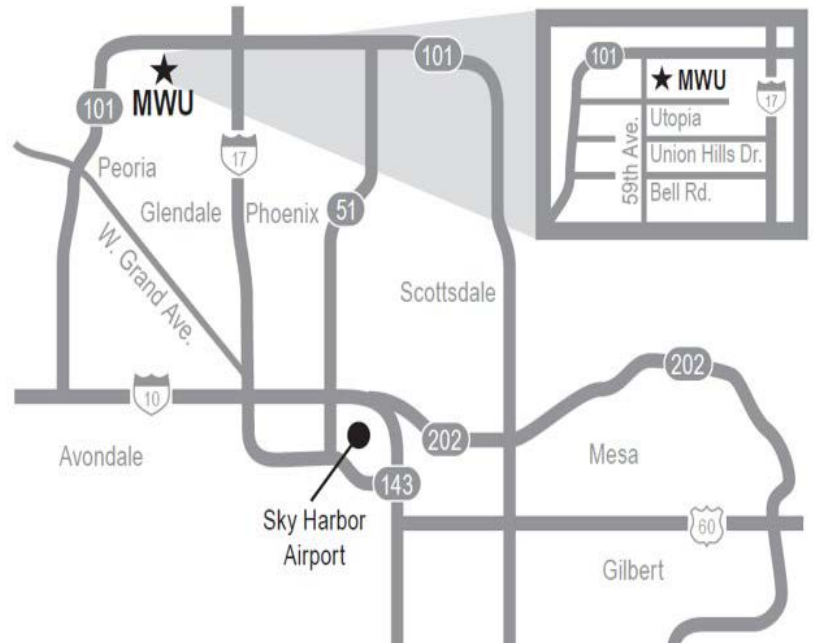 101
MWU
101
17
Peoria
Glendale
Phoenix
51
W. Grand Ave.
Scottsdale
10
202
202
Avondale
Mesa
143
Sky Harbor
Airport
60
Gilbert
101
MWU
17
Utopia
59th Ave.
Union Hills Dr.
Bell Rd.